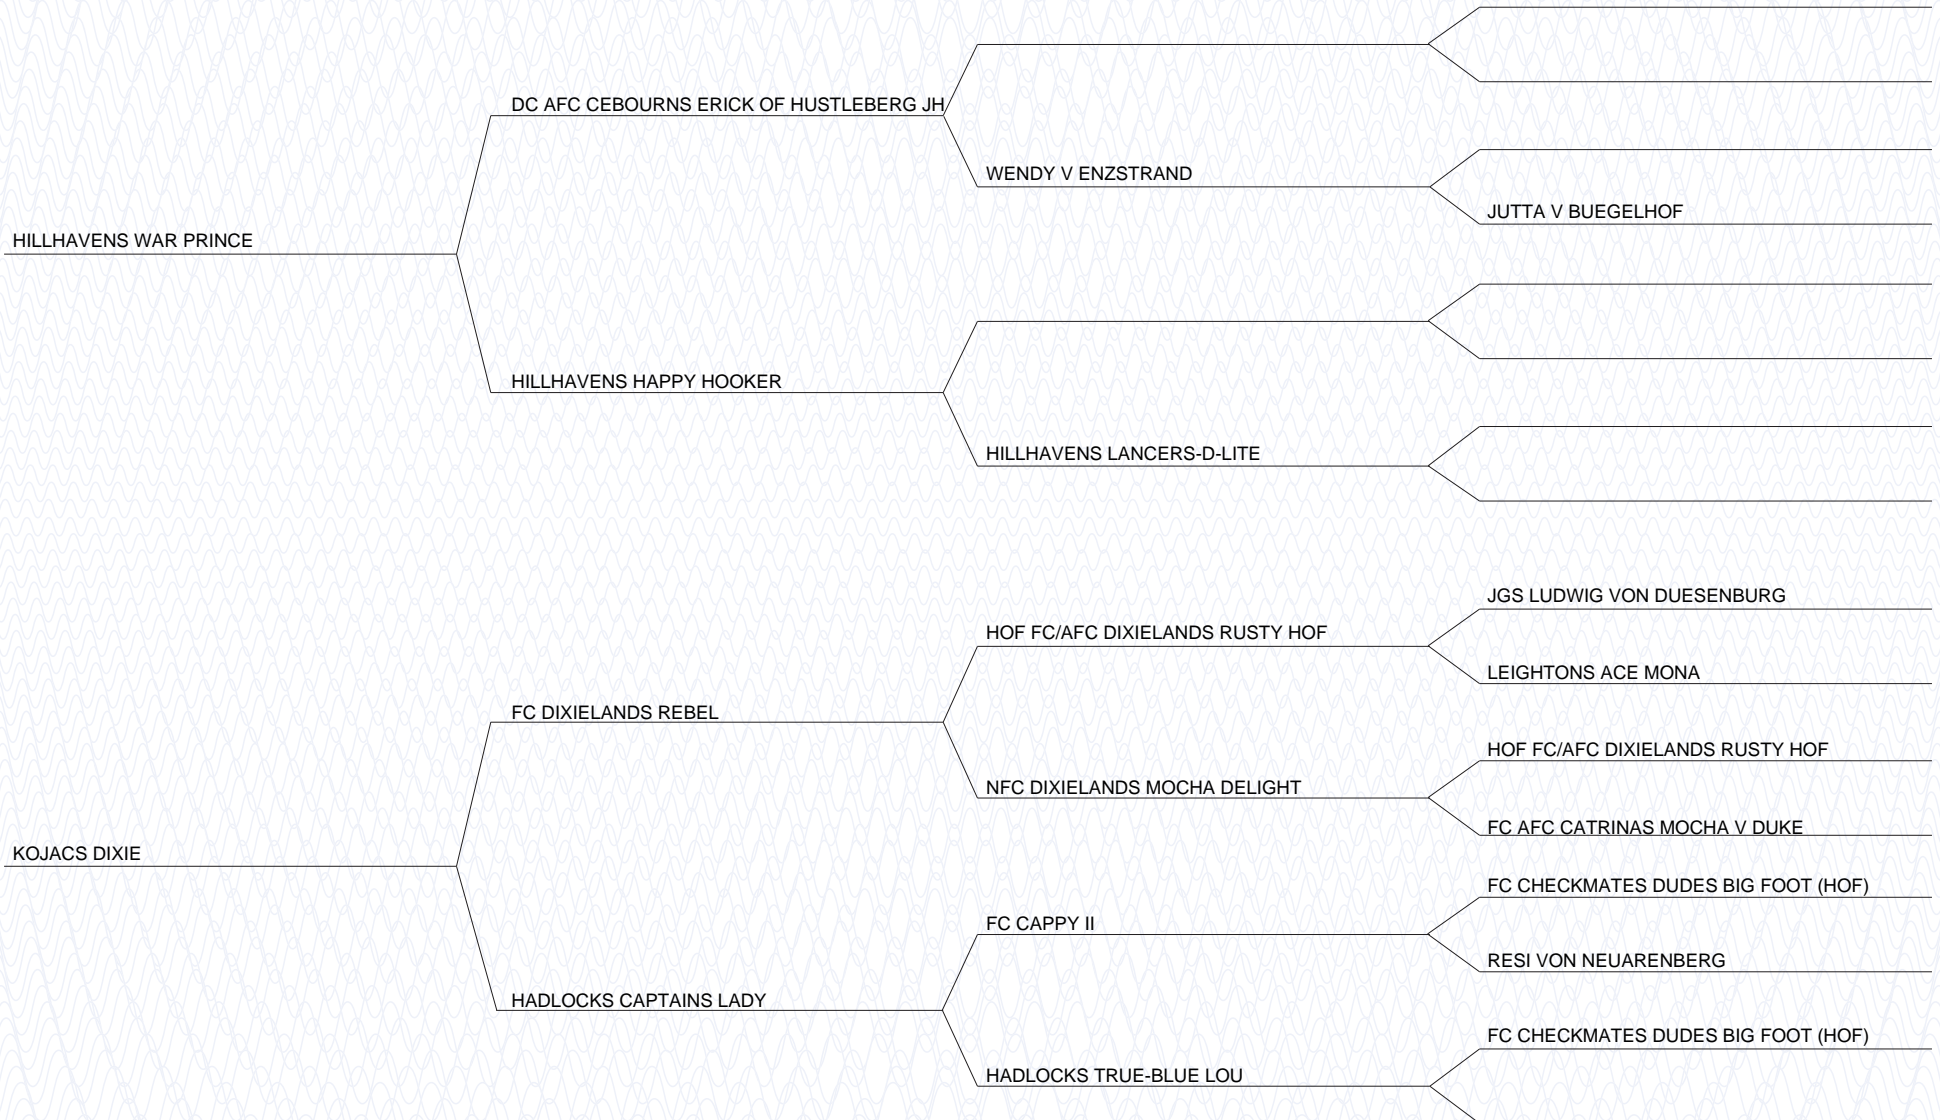 HILLHAVENS WAR PRINCE
DC AFC CEBOURNS ERICK OF HUSTLEBERG JH
WENDY V ENZSTRAND
JUTTA V BUEGELHOF
HILLHAVENS HAPPY HOOKER
HILLHAVENS LANCERS-D-LITE
KOJACS DIXIE
FC DIXIELANDS REBEL
HOF FC/AFC DIXIELANDS RUSTY HOF
JGS LUDWIG VON DUESENBURG
LEIGHTONS ACE MONA
NFC DIXIELANDS MOCHA DELIGHT
HOF FC/AFC DIXIELANDS RUSTY HOF
FC AFC CATRINAS MOCHA V DUKE
HADLOCKS CAPTAINS LADY
FC CAPPY II
FC CHECKMATES DUDES BIG FOOT (HOF)
RESI VON NEUARENBERG
HADLOCKS TRUE-BLUE LOU
FC CHECKMATES DUDES BIG FOOT (HOF)